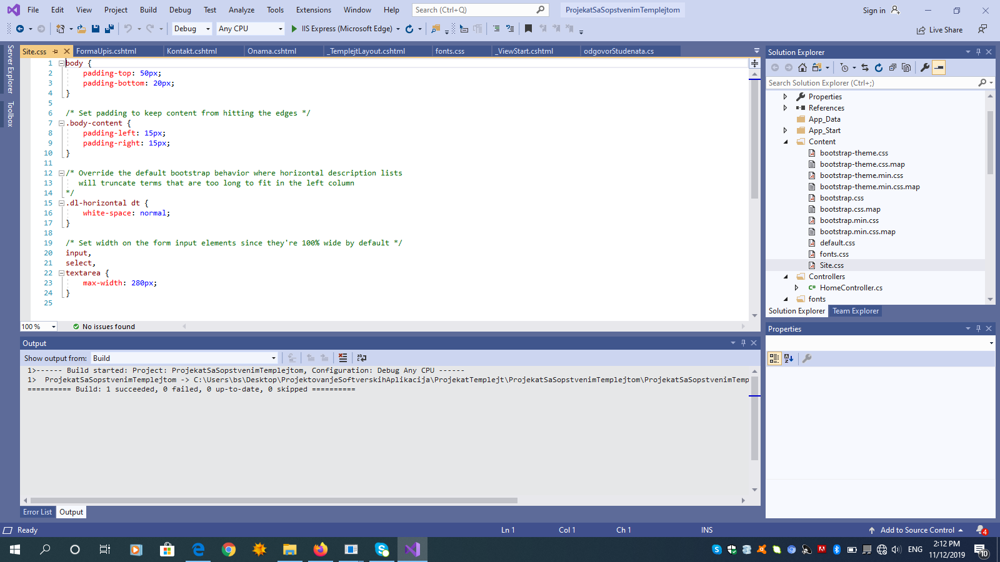 File Edit View Project Build Debug Test Analyze Tools Extensions Window Help Search (Ctrl+Q) ProjekatSaSopstvenimTemplejtom Sign in
Debug Any CPU IIS Express (Microsoft Edge) Live Share
Server Explorer
Toolbox
Site.css FormaUpis.cshtml Kontakt.cshtml Onama.cshtml _TemplejtLayout.cshtml fonts.css _ViewStart.cshtml odgovorStudenata.cs
1 body {
2 padding-top: 50px;
3 padding-bottom: 20px;
4 }
5
6 /* Set padding to keep content from hitting the edges */
7 .body-content {
8 padding-left: 15px;
9 padding-right: 15px;
10 }
11
12 /* Override the default bootstrap behavior where horizontal description lists
13 will truncate terms that are too long to fit in the left column
14 */
15 .dl-horizontal dt {
16 white-space: normal;
17 }
18
19 /* Set width on the form input elements since they're 100% wide by default */
20 input,
21 select,
22 textarea {
23 max-width: 280px;
24 }
25
100 % No issues found
Output
Show output from: Build
1>------ Build started: Project: ProjekatSaSopstvenimTemplejtom, Configuration: Debug Any CPU ------
1> ProjekatSaSopstvenimTemplejtom -> C:\Users\bs\Desktop\ProjektovanjeSoftverskihAplikacija\ProjekatTemplejt\ProjekatSaSopstvenimTemplejtom\ProjekatSaSopstvenimTemp
========== Build: 1 succeeded, 0 failed, 0 up-to-date, 0 skipped ==========
Error List Output
Solution Explorer
Search Solution Explorer (Ctrl+;)
Properties
References
App_Data
App_Start
Content
bootstrap-theme.css
bootstrap-theme.css.map
bootstrap-theme.min.css
bootstrap-theme.min.css.map
bootstrap.css
bootstrap.css.map
bootstrap.min.css
bootstrap.min.css.map
default.css
fonts.css
Site.css
Controllers
C# HomeController.cs
fonts
Solution Explorer Team Explorer
Properties
Ready Ln 1 Col 1 Ch 1 INS Add to Source Control 4
ENG 2:12 PM
11/12/2019 10